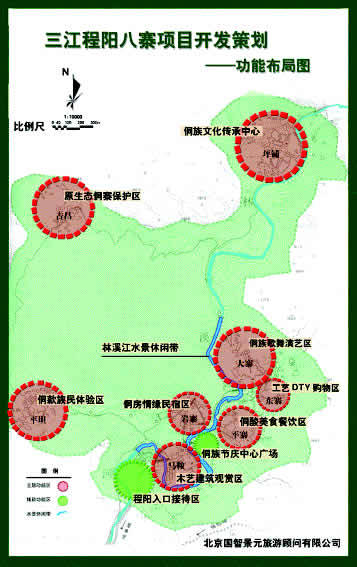 三江程阳八寨项目开发策划
——功能布局图
N
1:10000
比例尺
侗族文化传承中心
坪铺
原生态侗寨保护区
吉昌
林
溪
林溪江水景休闲带
侗族歌舞演艺区
大寨
工艺DTY购物区
东寨
侗款族民体验区
平坦
侗房情缘民宿区
岩寨
侗酸美食餐饮区
平寨
侗族节庆中心广场
马鞍
木艺建筑观赏区
程阳入口接待区
图 例
主题功能区
辅助功能区
水景休闲带
北京国智景元旅游顾问有限公司